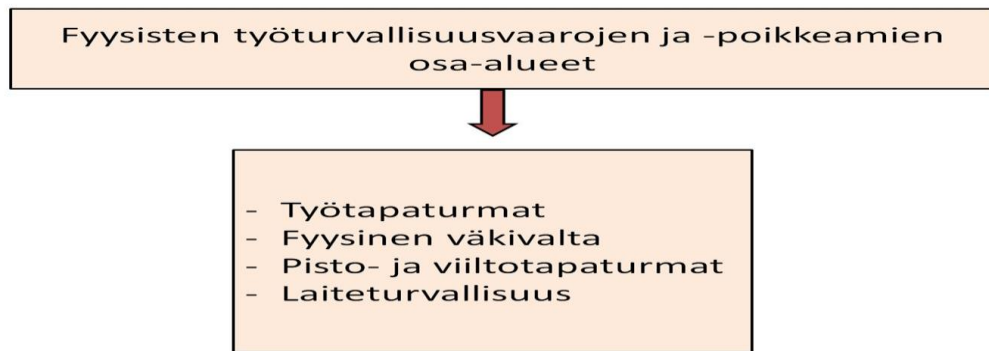 Fyysisten työturvallisuusvaarojen ja -poikkeamien
osa-alueet
- Työtapaturmat
- Fyysinen väkivalta
- Pisto- ja viiltotapaturmat
- Laiteturvallisuus